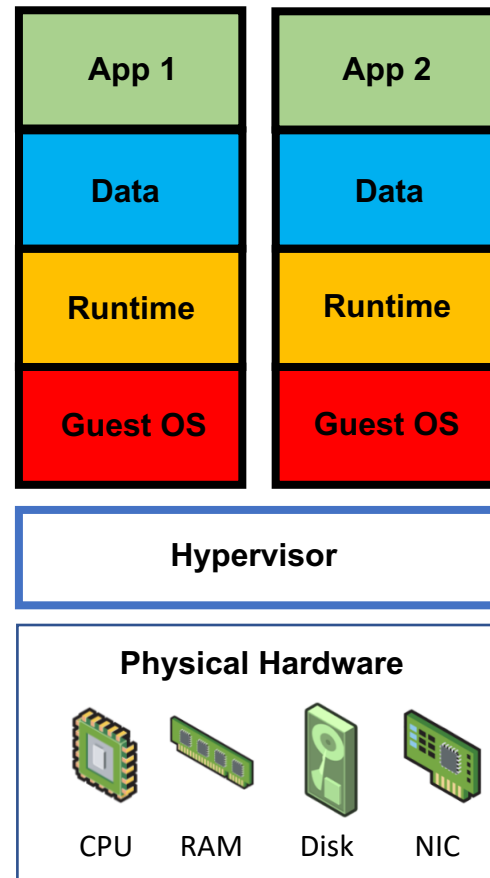 App 1
App 2
Data
Data
Runtime
Runtime
Guest OS
Guest OS
Hypervisor
Physical Hardware
CPU RAM Disk NIC